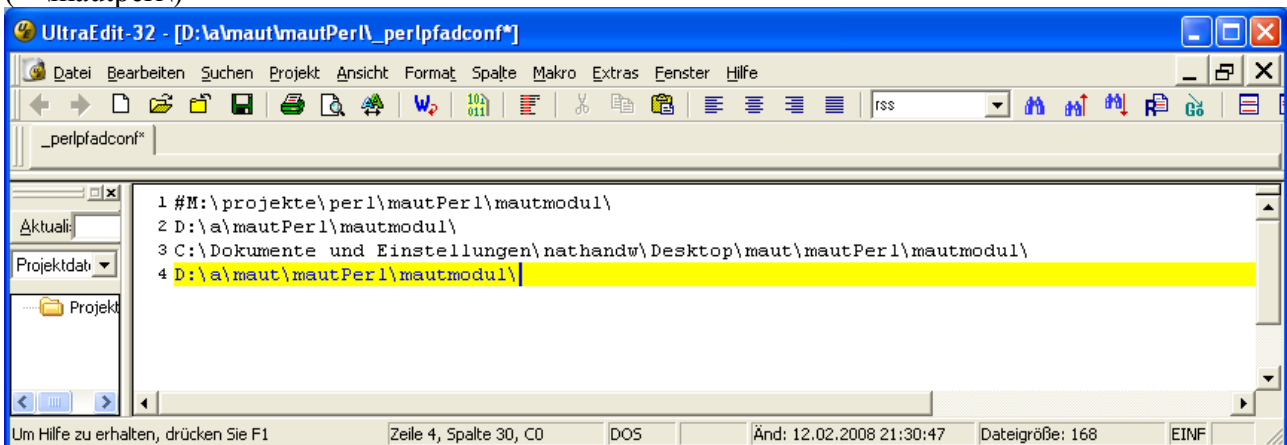 UltraEdit-32 - [D:\a\maut\mautPerl\_perlpfadconf*]
Datei Bearbeiten Suchen Projekt Ansicht Format Spalte Makro Extras Fenster Hilfe
rss
_perlpfadconf*
1 #M:\projekte\perl\mautPerl\mautmodul\
Aktuali:
2 D:\a\mautPerl\mautmodul\
3 C:\Dokumente und Einstellungen\nathandw\Desktop\maut\mautPerl\mautmodul\
Projektdat
4 D:\a\maut\mautPerl\mautmodul\
Projekt
Um Hilfe zu erhalten, drücken Sie F1 Zeile 4, Spalte 30, C0 DOS Änd: 12.02.2008 21:30:47 Dateigröße: 168 EINF